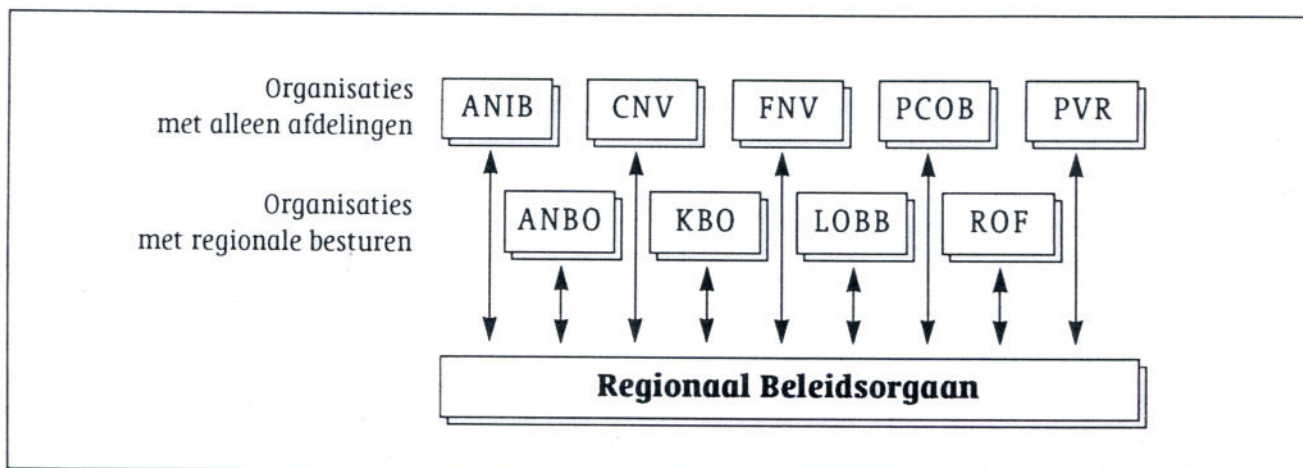 Organisaties
met alleen afdelingen
ANIB CNV FNV PCOB PVR
Organisaties
met regionale besturen
ANBO KBO LOBB ROF
Regionaal Beleidsorgaan